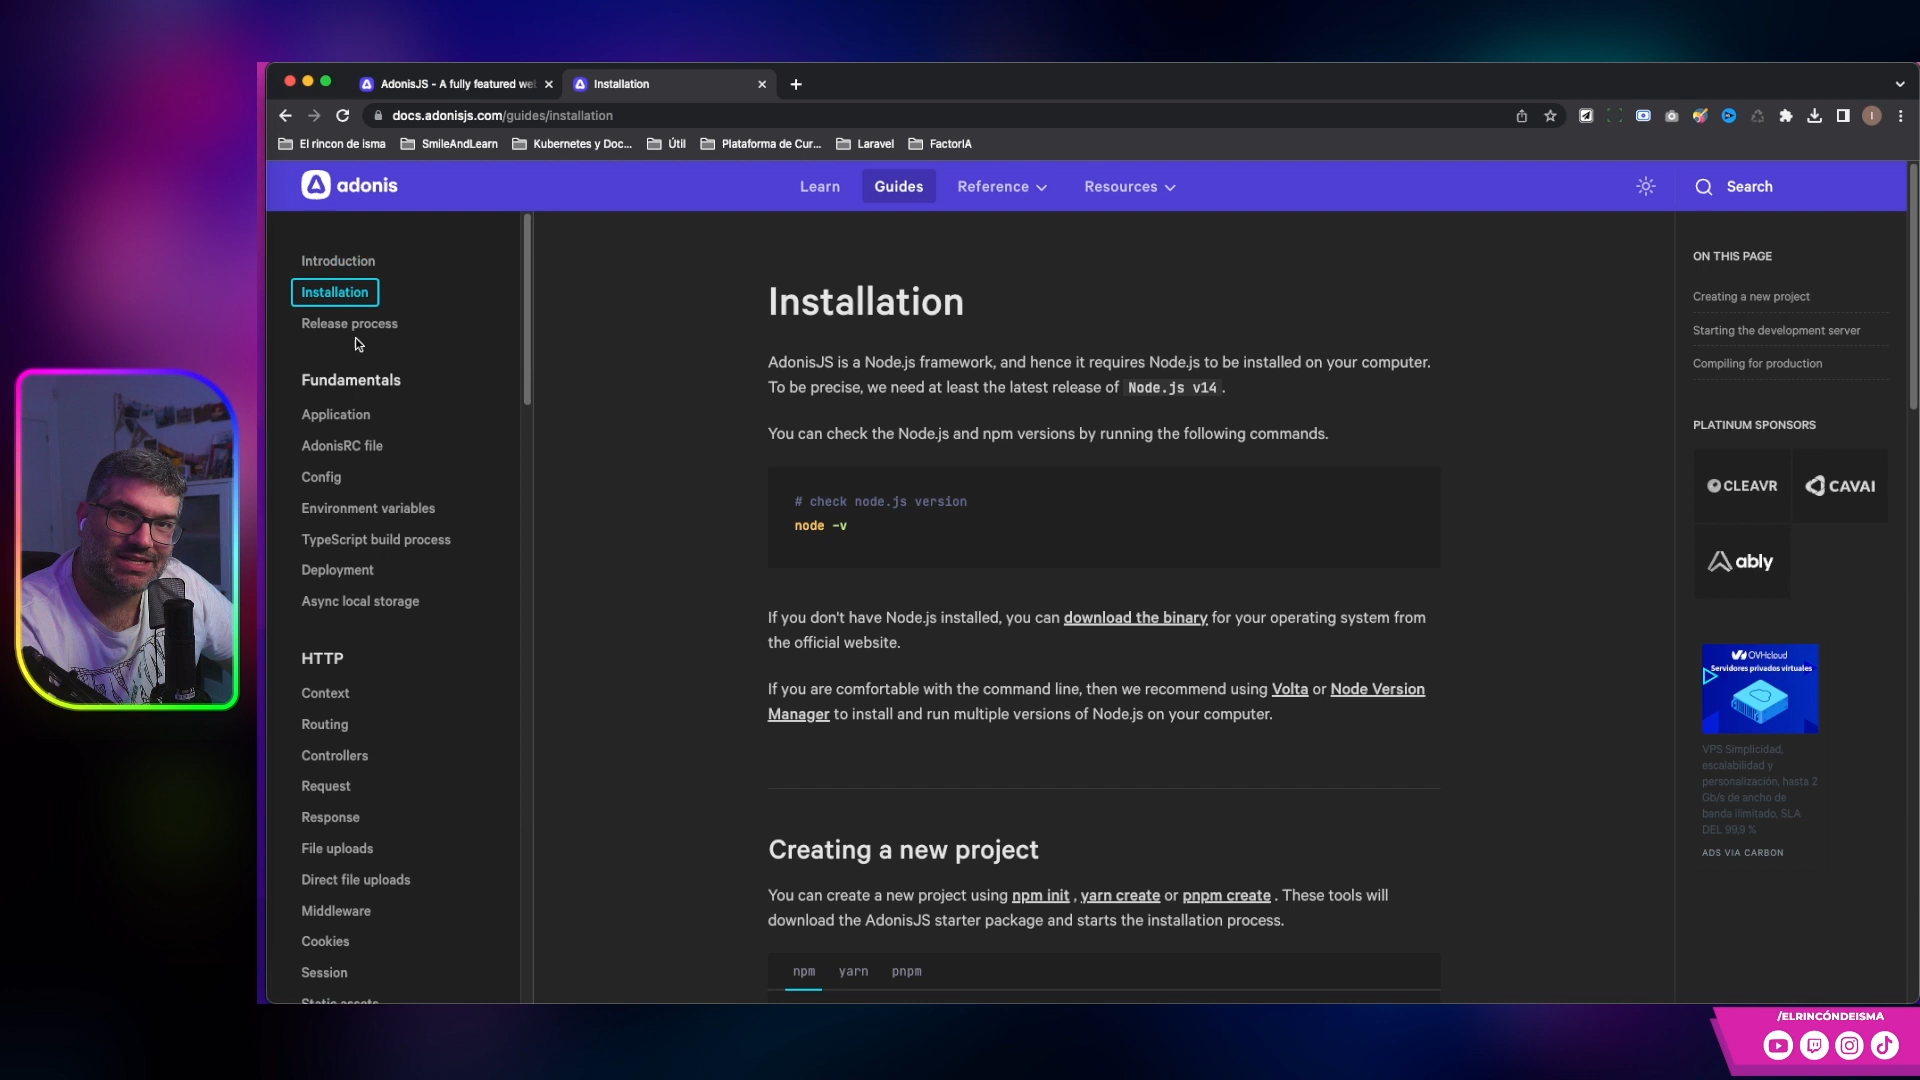 AdonisJS - A fully featured we
Installation
docs.adonisjs.com/guides/installation
El rincon de isma
SmileAndLearn
Kubernetes y Doc...
Útil
Plataforma de Cur...
Laravel
FactorIA
I
adonis
Learn
Guides
Reference
Resources
Search
Introduction
Installation
Release process
Fundamentals
Application
AdonisRC file
Config
Environment variables
TypeScript build process
Deployment
Async local storage
HTTP
Context
Routing
Controllers
Request
Response
File uploads
Direct file uploads
Middleware
Cookies
Session
Static assets
Installation
AdonisJS is a Node.js framework, and hence it requires Node.js to be installed on your computer.
To be precise, we need at least the latest release of Node.js v14 .
You can check the Node.js and npm versions by running the following commands.
# check node.js version
node -v
If you don't have Node.js installed, you can download the binary for your operating system from
the official website.
If you are comfortable with the command line, then we recommend using Volta or Node Version
Manager to install and run multiple versions of Node.js on your computer.
Creating a new project
You can create a new project using npm init , yarn create or pnpm create . These tools will
download the AdonisJS starter package and starts the installation process.
npm yarn pnpm
ON THIS PAGE
Creating a new project
Starting the development server
Compiling for production
PLATINUM SPONSORS
CLEAVR
CAVAI
ably
OVHcloud
Servidores privados virtuales
VPS Simplicidad,
escalabilidad y
personalización, hasta 2
Gb/s de ancho de
banda ilimitado, SLA
DEL 99,9 %
ADS VIA CARBON
/ELRINCÓNDEISMA